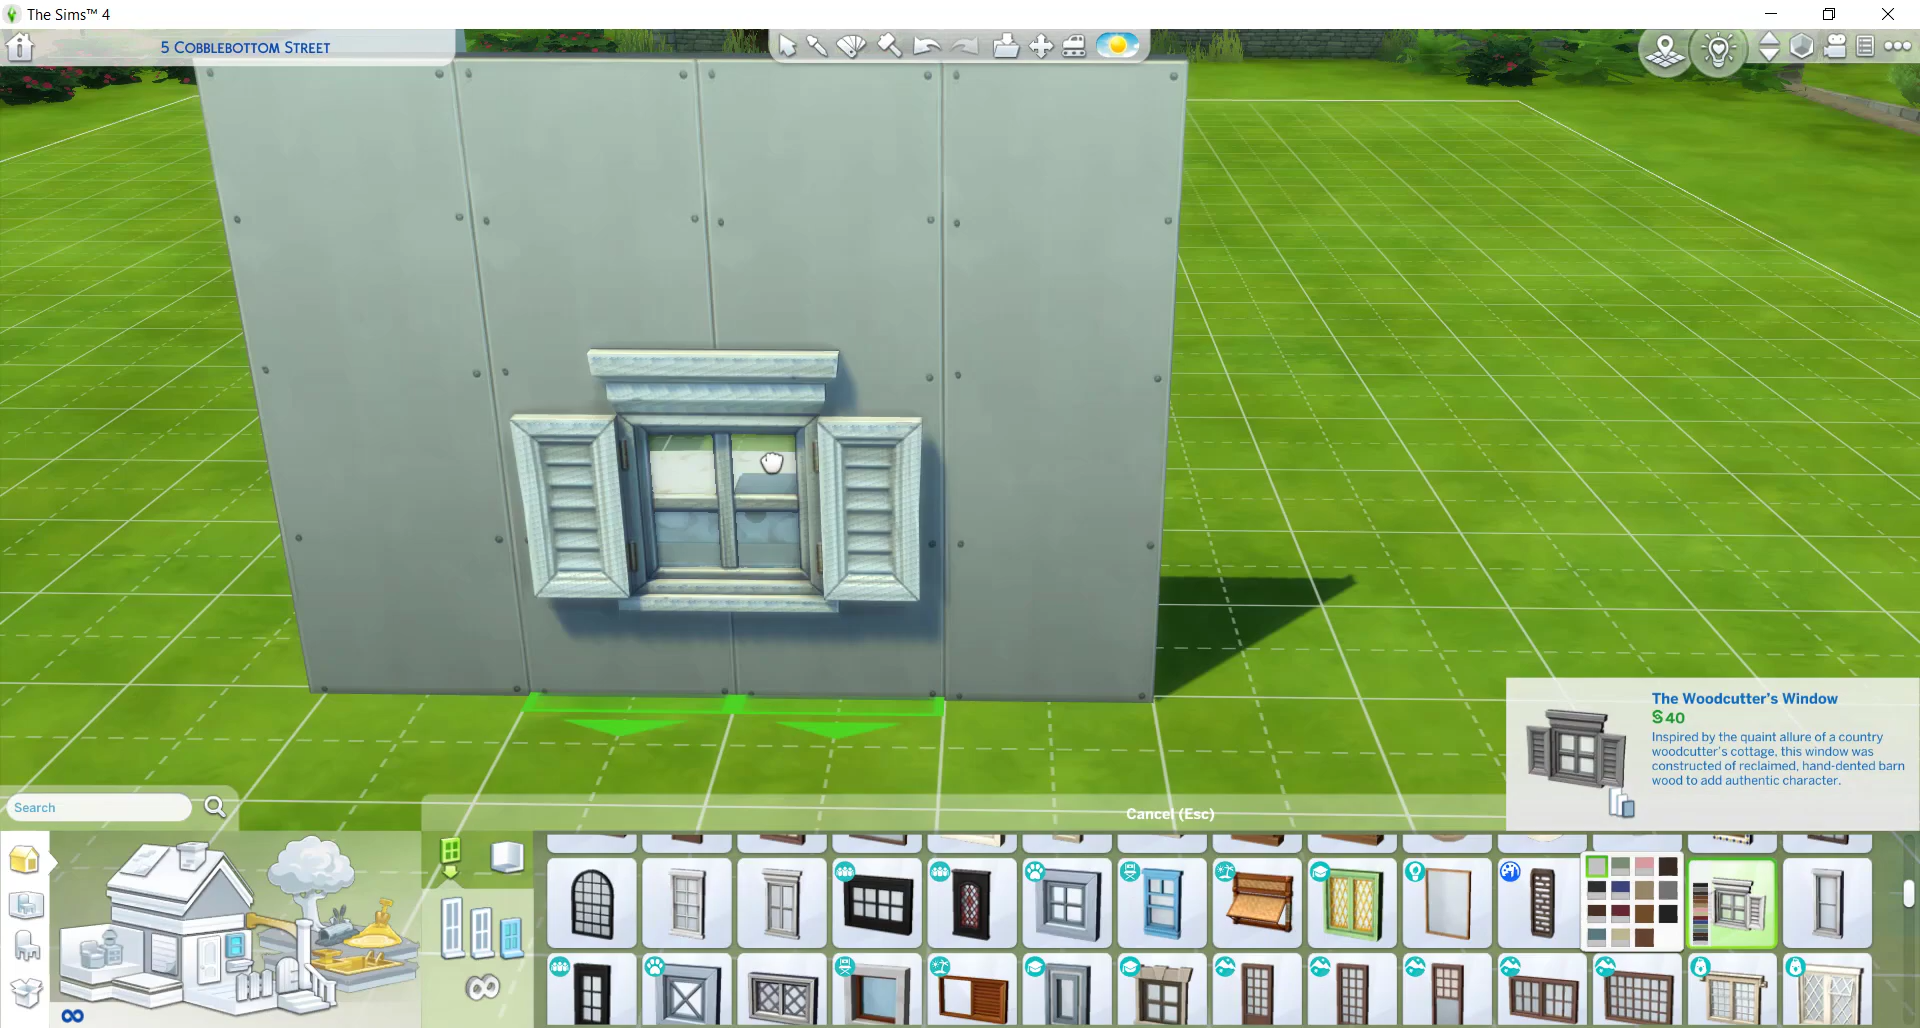 The Sims™ 4
5 Cobblebottom Street
The Woodcutter's Window
§40
Inspired by the quaint allure of a country
woodcutter's cottage, this window was
constructed of reclaimed, hand-dented barn
wood to add authentic character.
Search
Cancel (Esc)